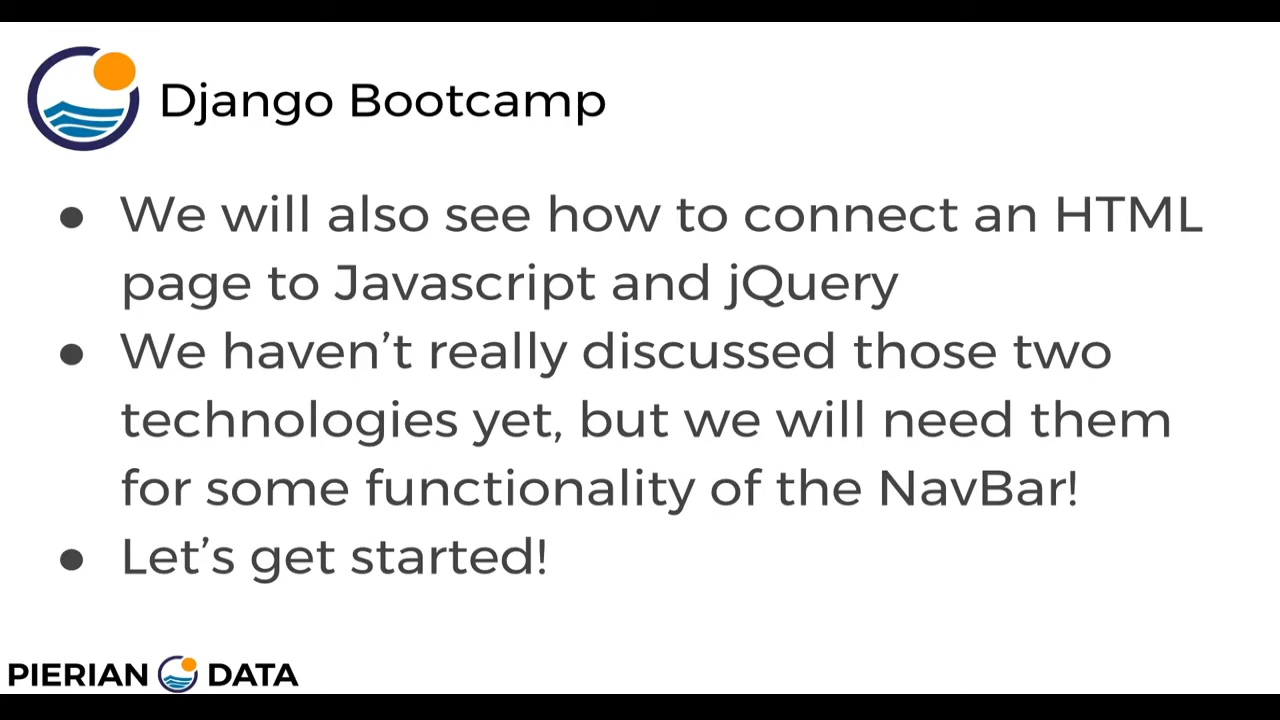 Django Bootcamp
● We will also see how to connect an HTML
page to Javascript and jQuery
● We haven’t really discussed those two
technologies yet, but we will need them
for some functionality of the NavBar!
● Let’s get started!
PIERIAN DATA